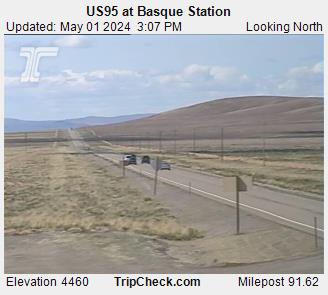 US95 at Basque Station
Updated: May 01 2024 3:07 PM Looking North
Elevation 4460 TripCheck.com Milepost 91.62